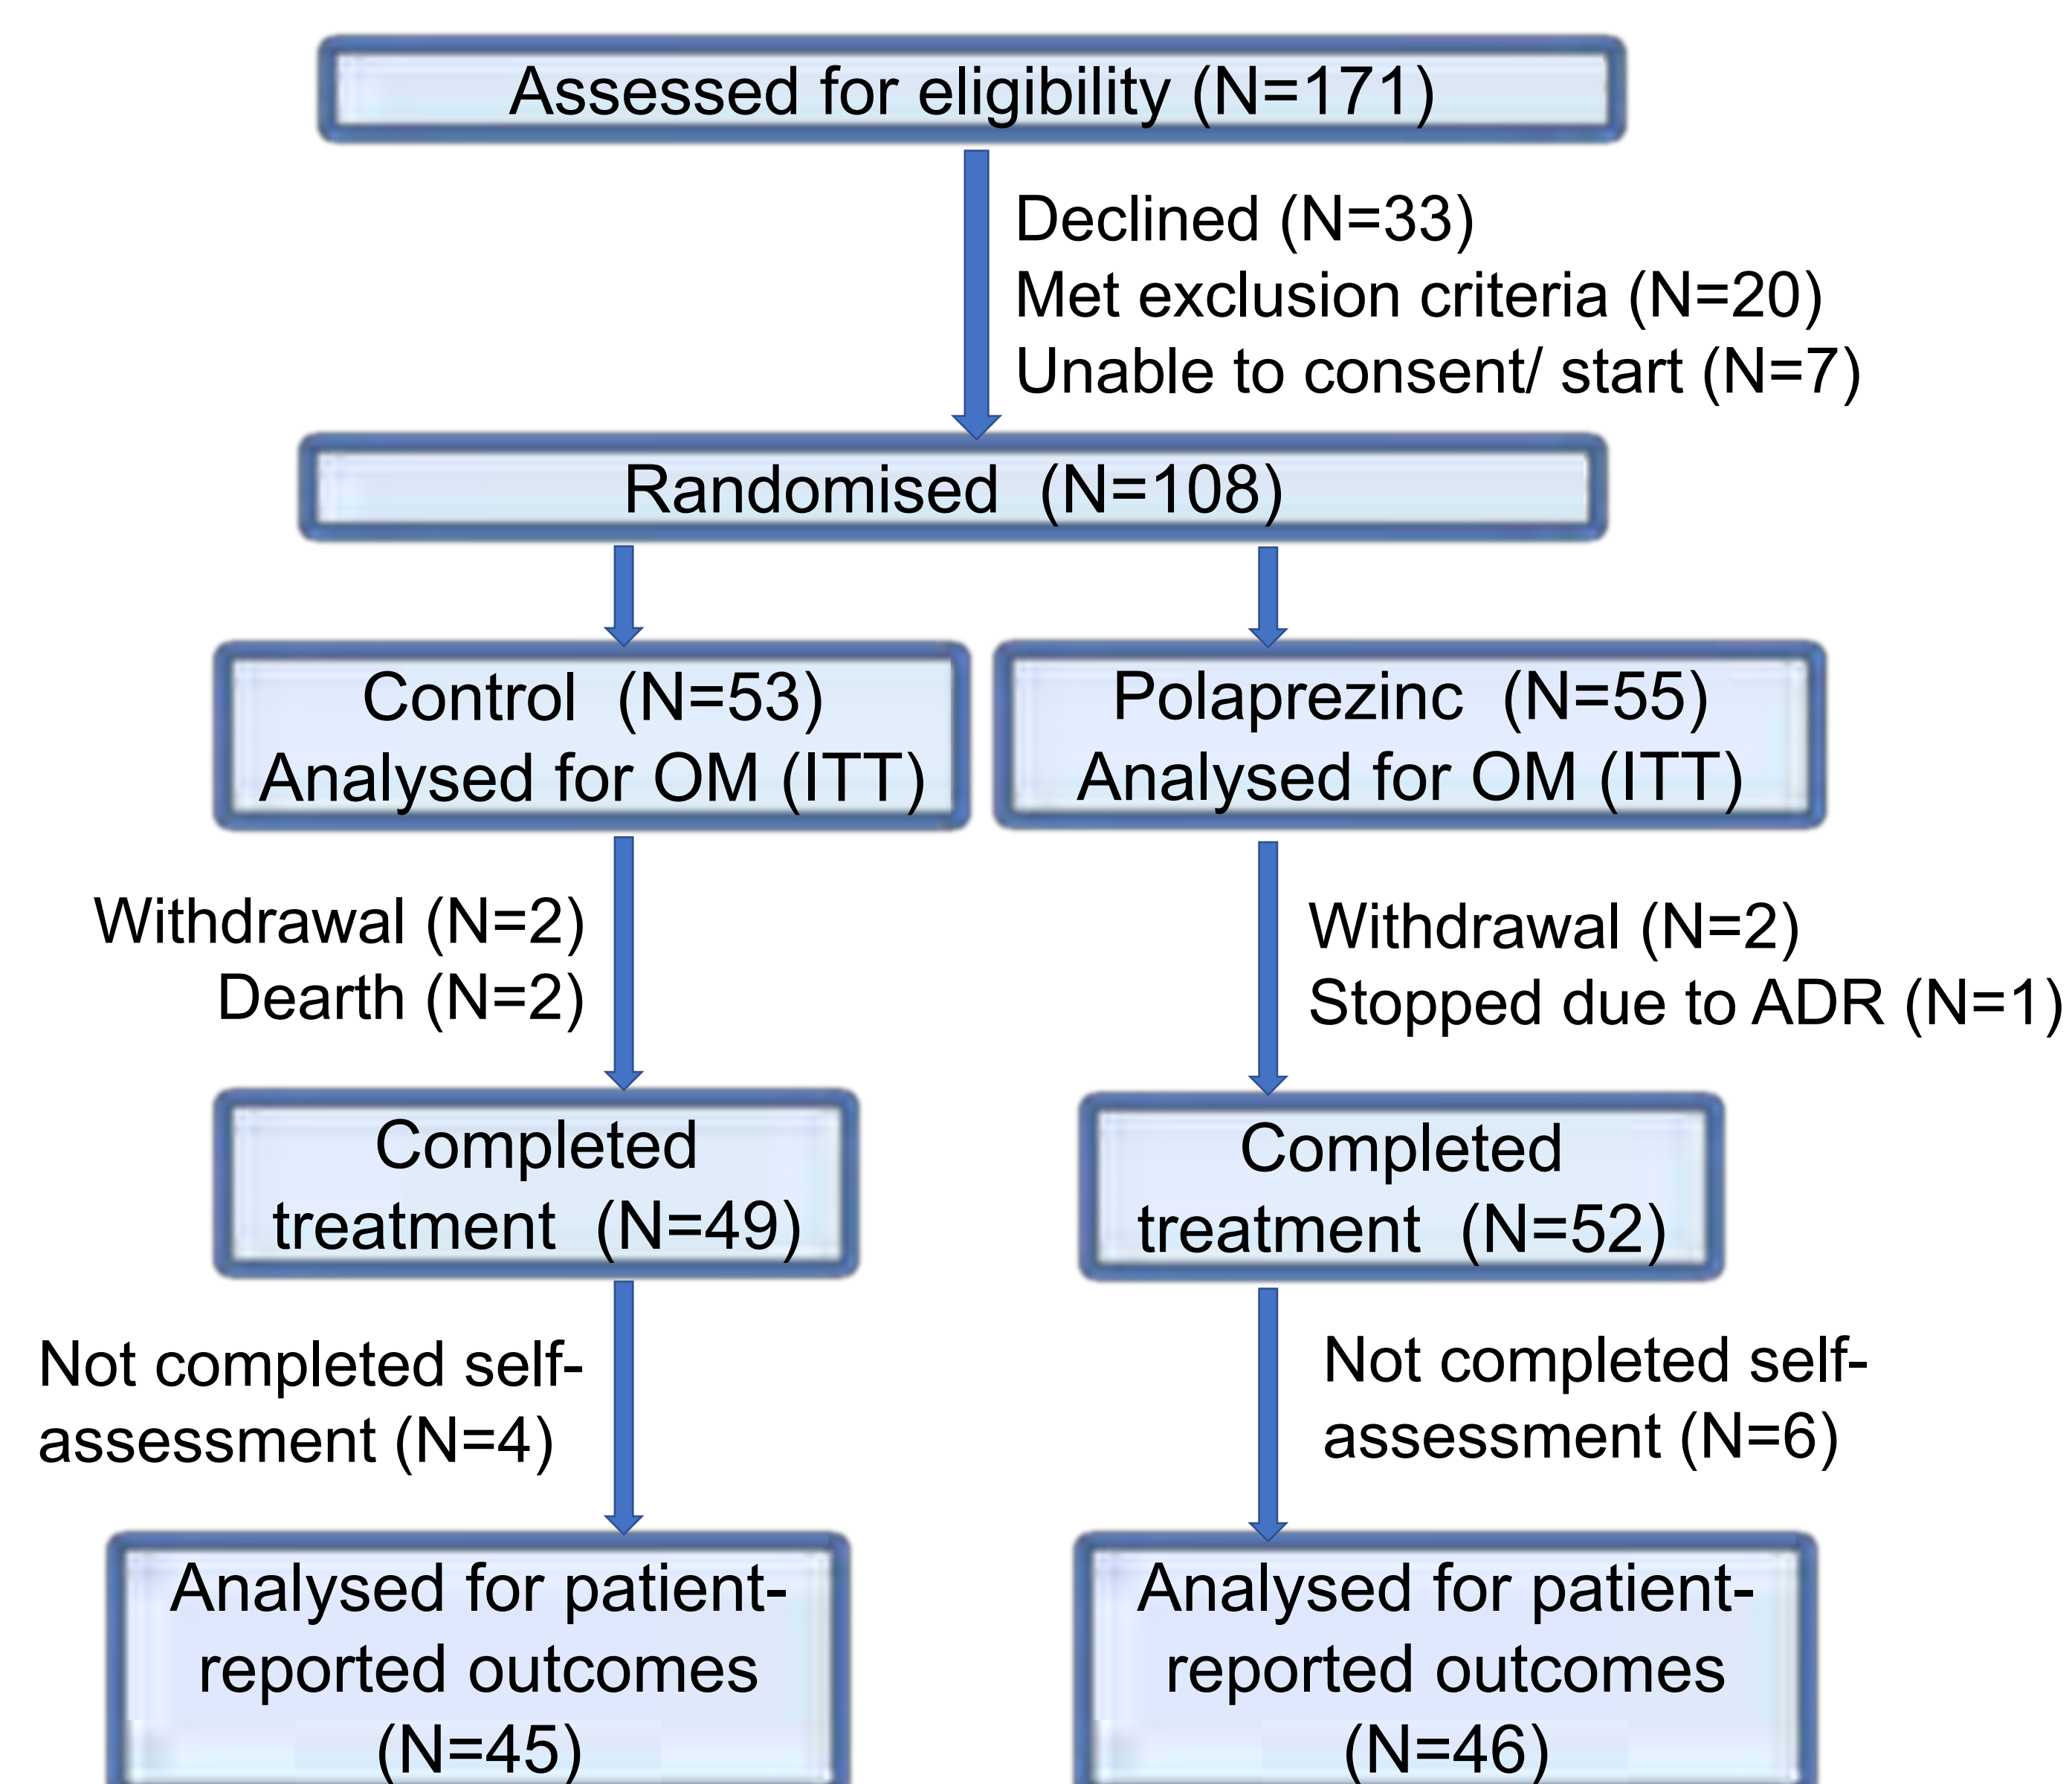 Assessed for eligibility (N=171)
Declined (N=33)
Met exclusion criteria (N=20)
Unable to consent/ start (N=7)
Randomised (N=108)
Control (N=53)
Analysed for OM (ITT)
Polaprezinc (N=55)
Analysed for OM (ITT)
Withdrawal (N=2)
Dearth (N=2)
Withdrawal (N=2)
Stopped due to ADR (N=1)
Completed
treatment (N=49)
Completed
treatment (N=52)
Not completed self-
assessment (N=4)
Not completed self-
assessment (N=6)
Analysed for patient-
reported outcomes
(N=45)
Analysed for patient-
reported outcomes
(N=46)